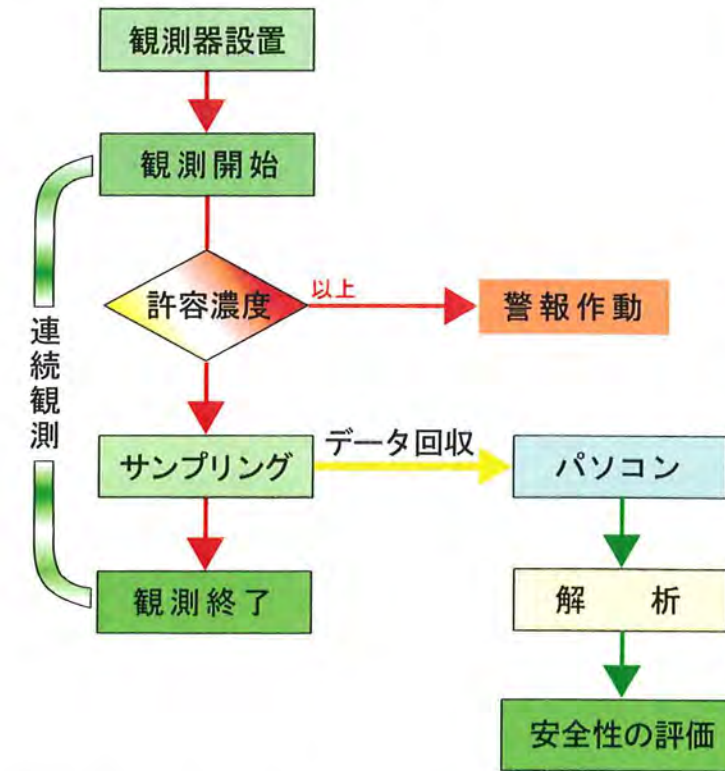 観測器設置
観測開始
許容濃度
以上
警報作動
連続観測
サンプリング
データ回収
パソコン
観測終了
解 析
安全性の評価